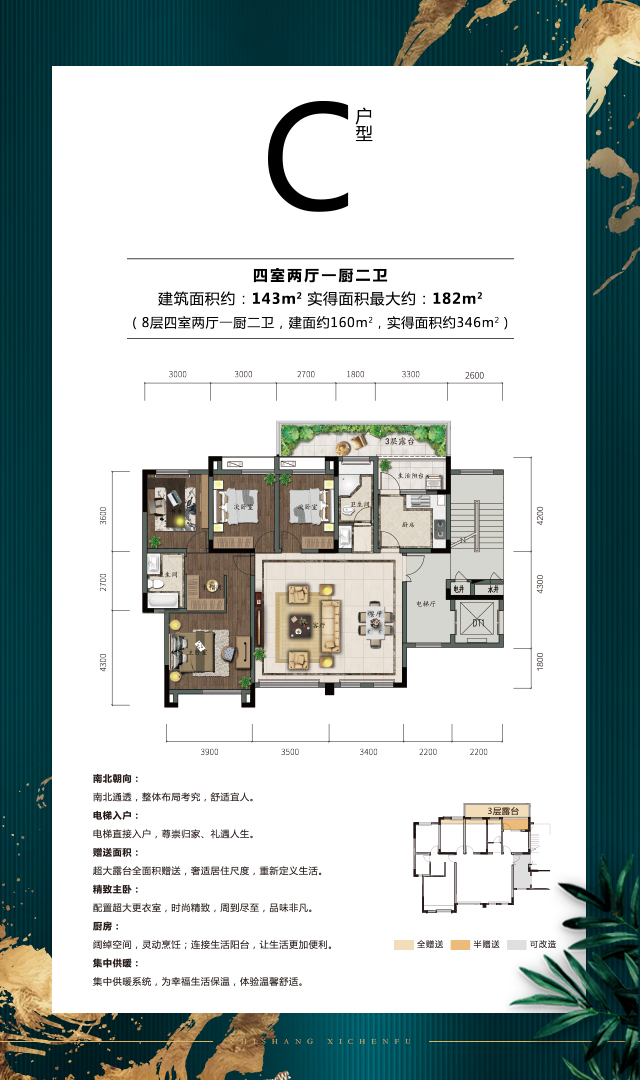 C户型
四室两厅一厨二卫
建筑面积约：143m² 实得面积最大约：182m²
（8层四室两厅一厨二卫，建面约160m²，实得面积约346m²）
3000 3000 2700 1800 3300 2600
3层露台
生活阳台
次卧室 次卧室 卫生间
厨房
3600 2700 4300
4200 4300 1800
生间
电井 水井
电梯厅
DT1
客厅 餐厅
3900 3500 3400 2200 2200
南北朝向：
南北通透，整体布局考究，舒适宜人。
电梯入户：
电梯直接入户，尊崇归家、礼遇人生。
赠送面积：
超大露台全面积赠送，奢适居住尺度，重新定义生活。
精致主卧：
配置超大更衣室，时尚精致，周到尽至，品味非凡。
厨房：
阔绰空间，灵动烹饪；连接生活阳台，让生活更加便利。
集中供暖：
集中供暖系统，为幸福生活保温，体验温馨舒适。
3层露台
全赠送 半赠送 可改造
SHISHANG XICHENFU